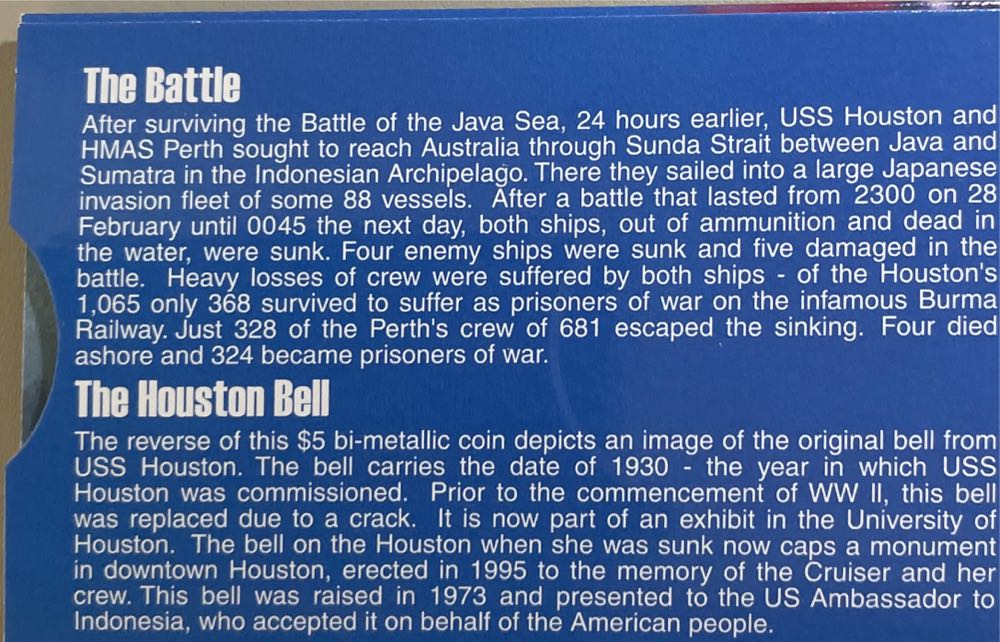 The Battle
After surviving the Battle of the Java Sea, 24 hours earlier, USS Houston and
HMAS Perth sought to reach Australia through Sunda Strait between Java and
Sumatra in the Indonesian Archipelago. There they sailed into a large Japanese
invasion fleet of some 88 vessels. After a battle that lasted from 2300 on 28
February until 0045 the next day, both ships, out of ammunition and dead in
the water, were sunk. Four enemy ships were sunk and five damaged in the
battle. Heavy losses of crew were suffered by both ships - of the Houston's
1,065 only 368 survived to suffer as prisoners of war on the infamous Burma
Railway. Just 328 of the Perth's crew of 681 escaped the sinking. Four died
ashore and 324 became prisoners of war.
The Houston Bell
The reverse of this $5 bi-metallic coin depicts an image of the original bell from
USS Houston. The bell carries the date of 1930 - the year in which USS
Houston was commissioned. Prior to the commencement of WW II, this bell
was replaced due to a crack. It is now part of an exhibit in the University of
Houston. The bell on the Houston when she was sunk now caps a monument
in downtown Houston, erected in 1995 to the memory of the Cruiser and her
crew. This bell was raised in 1973 and presented to the US Ambassador to
Indonesia, who accepted it on behalf of the American people.